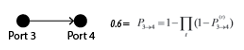 0.6= P₃→₄=1−∏ₜ(1−P₃→₄⁽ᵗ⁾)
Port 3 Port 4